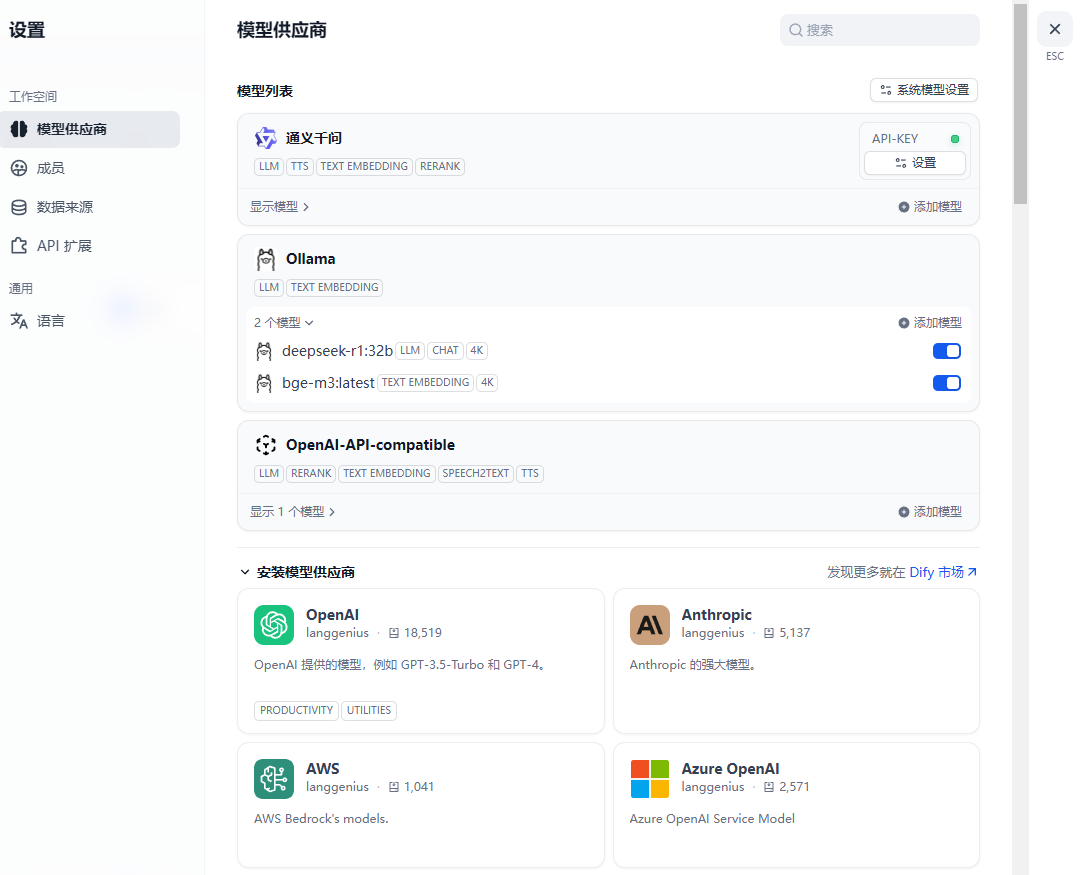 设置
工作空间
模型供应商
成员
数据来源
API 扩展
通用
语言
模型供应商
搜索
ESC
模型列表
系统模型设置
通义千问
LLM TTS TEXT EMBEDDING RERANK
API-KEY
设置
显示模型
添加模型
Ollama
LLM TEXT EMBEDDING
2 个模型
添加模型
deepseek-r1:32b LLM CHAT 4K
bge-m3:latest TEXT EMBEDDING 4K
OpenAI-API-compatible
LLM RERANK TEXT EMBEDDING SPEECH2TEXT TTS
显示 1 个模型
添加模型
安装模型供应商
发现更多就在 Dify 市场
OpenAI
langgenius · 18,519
OpenAI 提供的模型，例如 GPT-3.5-Turbo 和 GPT-4。
PRODUCTIVITY UTILITIES
Anthropic
langgenius · 5,137
Anthropic 的强大模型。
AWS
langgenius · 1,041
AWS Bedrock's models.
Azure OpenAI
langgenius · 2,571
Azure OpenAI Service Model